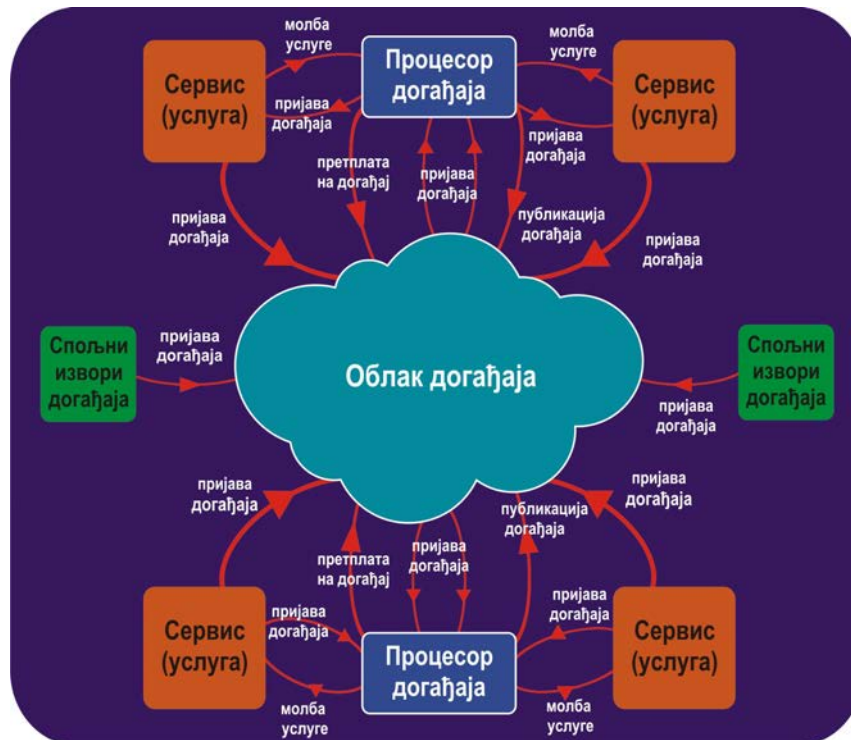 молба
услуге
молба
услуге
Сервис
(услуга)
Процесор
догађаја
Сервис
(услуга)
пријава
догађаја
пријава
догађаја
претплата
на догађај
пријава
догађаја
пријава
догађаја
публикација
догађаја
пријава
догађаја
Спољни
извори
догађаја
пријава
догађаја
Облак догађаја
Спољни
извори
догађаја
пријава
догађаја
пријава
догађаја
публикација
догађаја
пријава
догађаја
претплата
на догађај
пријава
догађаја
Сервис
(услуга)
пријава
догађаја
Процесор
догађаја
пријава
догађаја
Сервис
(услуга)
молба
услуге
молба
услуге